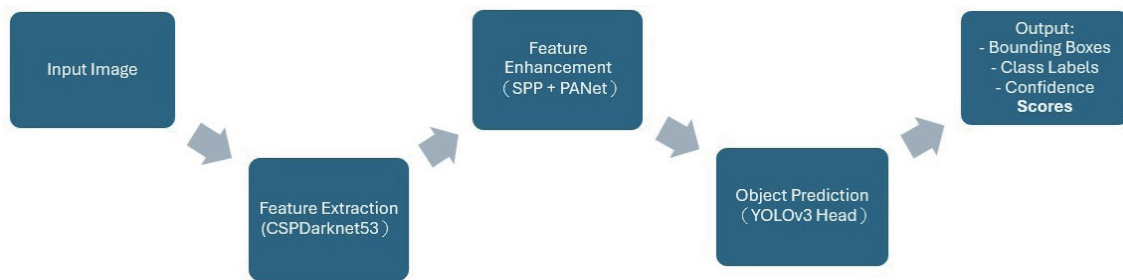 Input Image
Feature Extraction
(CSPDarknet53）
Feature
Enhancement
（SPP + PANet）
Object Prediction
（YOLOv3 Head）
Output:
- Bounding Boxes
- Class Labels
- Confidence
Scores